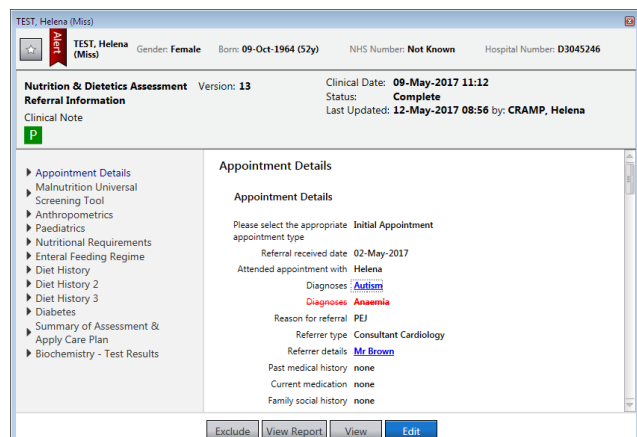 TEST, Helena (Miss)
Alert
TEST, Helena (Miss) Gender: Female Born: 09-Oct-1964 (52y) NHS Number: Not Known Hospital Number: D3045246
Nutrition & Dietetics Assessment Version: 13
Referral Information
Clinical Note
P
Clinical Date: 09-May-2017 11:12
Status: Complete
Last Updated: 12-May-2017 08:56 by: CRAMP, Helena
Appointment Details
Malnutrition Universal
Screening Tool
Anthropometrics
Paediatrics
Nutritional Requirements
Enteral Feeding Regime
Diet History
Diet History 2
Diet History 3
Diabetes
Summary of Assessment &
Apply Care Plan
Biochemistry - Test Results
Appointment Details
Appointment Details
Please select the appropriate Initial Appointment
appointment type
Referral received date 02-May-2017
Attended appointment with Helena
Diagnoses Autism
Diagnoses Anaemia
Reason for referral PEJ
Referrer type Consultant Cardiology
Referrer details Mr Brown
Past medical history none
Current medication none
Family social history none
Exclude View Report View Edit